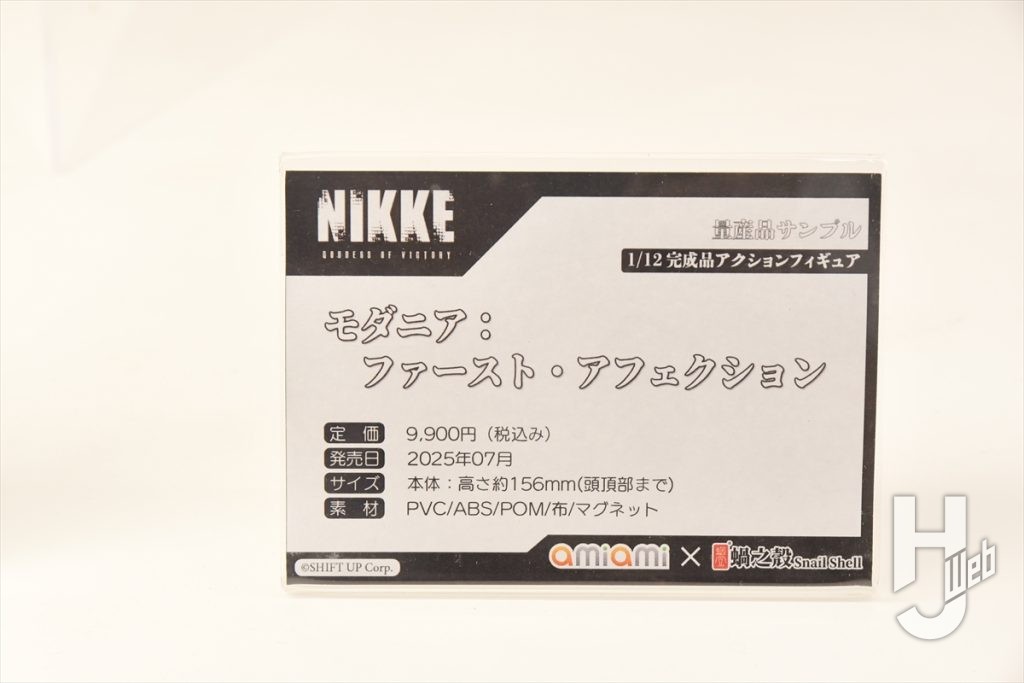 NIKKE
GODDESS OF VICTORY
量産品サンプル
1/12 完成品アクションフィギュア
モダニア：
ファースト・アフェクション
定 価 9,900円（税込み）
発売日 2025年07月
サイズ 本体：高さ約156mm(頭頂部まで)
素 材 PVC/ABS/POM/布/マグネット
©SHIFT UP Corp.
amiami × 蝸之殼 Snail Shell
HJ Web